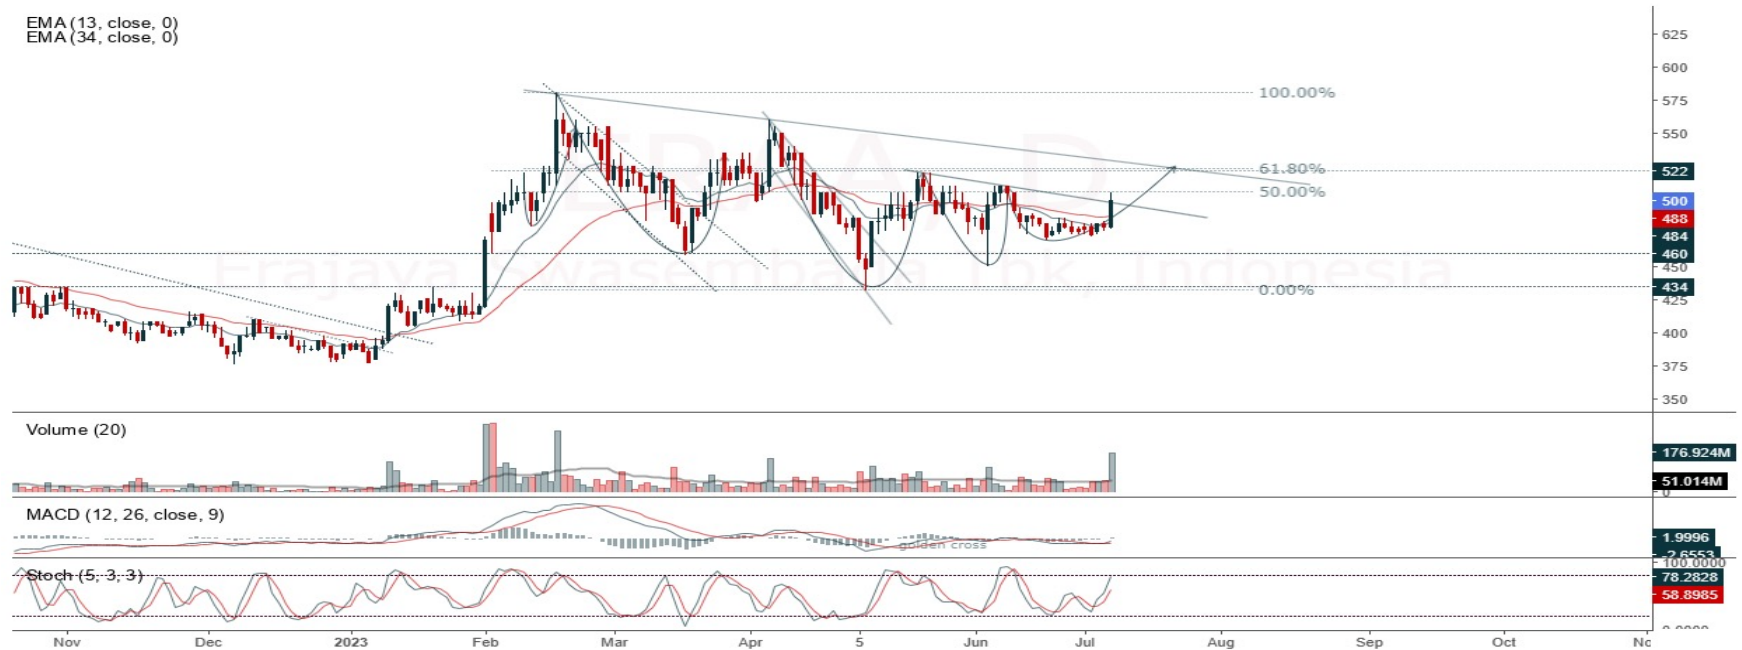 EMA (13, close, 0)
EMA (34, close, 0)
625
600
575
550
522
500
488
484
460
450
434
425
400
375
350
100.00%
61.80%
50.00%
0.00%
Erajaya Swasembada Tbk, Indonesia
Volume (20)
176.924M
51.014M
0
MACD (12, 26, close, 9)
golden cross
1.9996
-2.6553
Stoch (5, 3, 3)
100.0000
78.2828
58.8985
0.0000
Nov Dec 2023 Feb Mar Apr 5 Jun Jul Aug Sep Oct